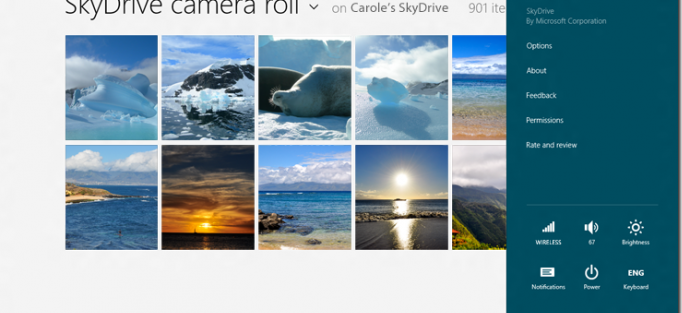 SkyDrive camera roll on Carole's SkyDrive 901 ite
SkyDrive
By Microsoft Corporation
Options
About
Feedback
Permissions
Rate and review
WIRELESS 67 Brightness
ENG
Notifications Power Keyboard